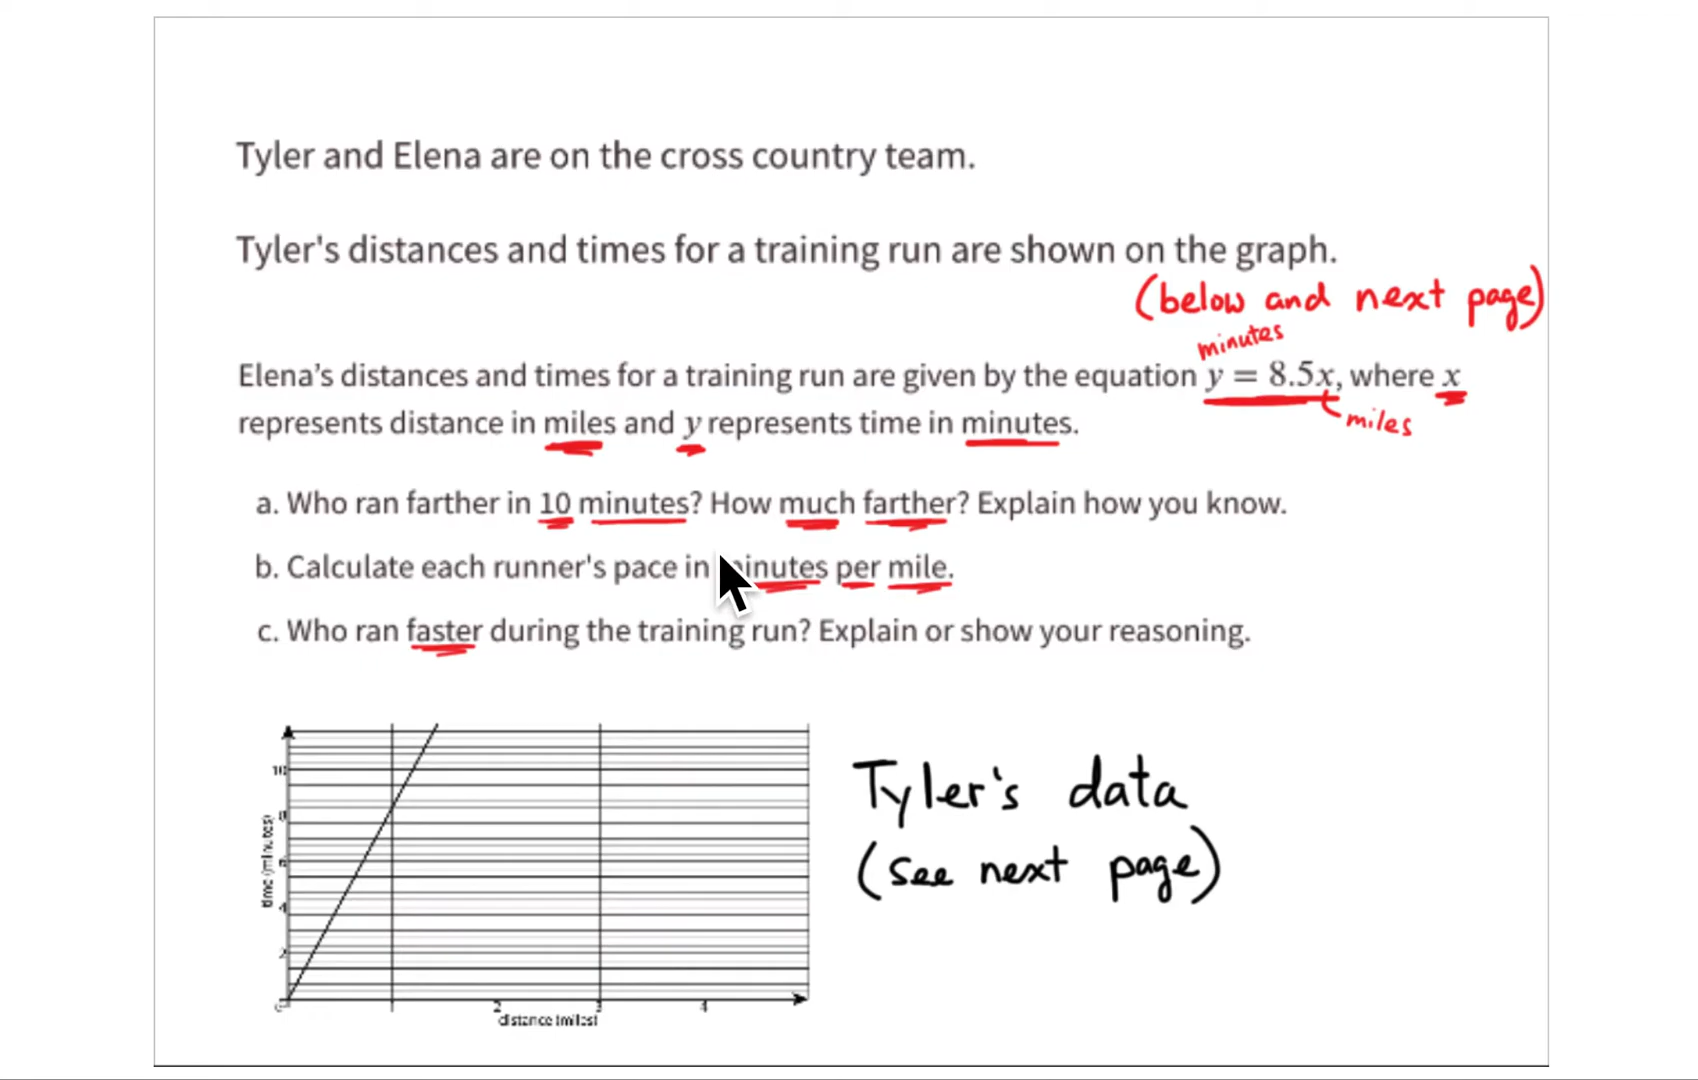 Tyler and Elena are on the cross country team.
Tyler's distances and times for a training run are shown on the graph.
(below and next page)
minutes
Elena's distances and times for a training run are given by the equation y = 8.5x, where x
miles
represents distance in miles and y represents time in minutes.
a. Who ran farther in 10 minutes? How much farther? Explain how you know.
b. Calculate each runner's pace in minutes per mile.
c. Who ran faster during the training run? Explain or show your reasoning.
10
8
6
4
2
time (minutes)
2
3
4
distance (miles)
Tyler's data
(see next page)